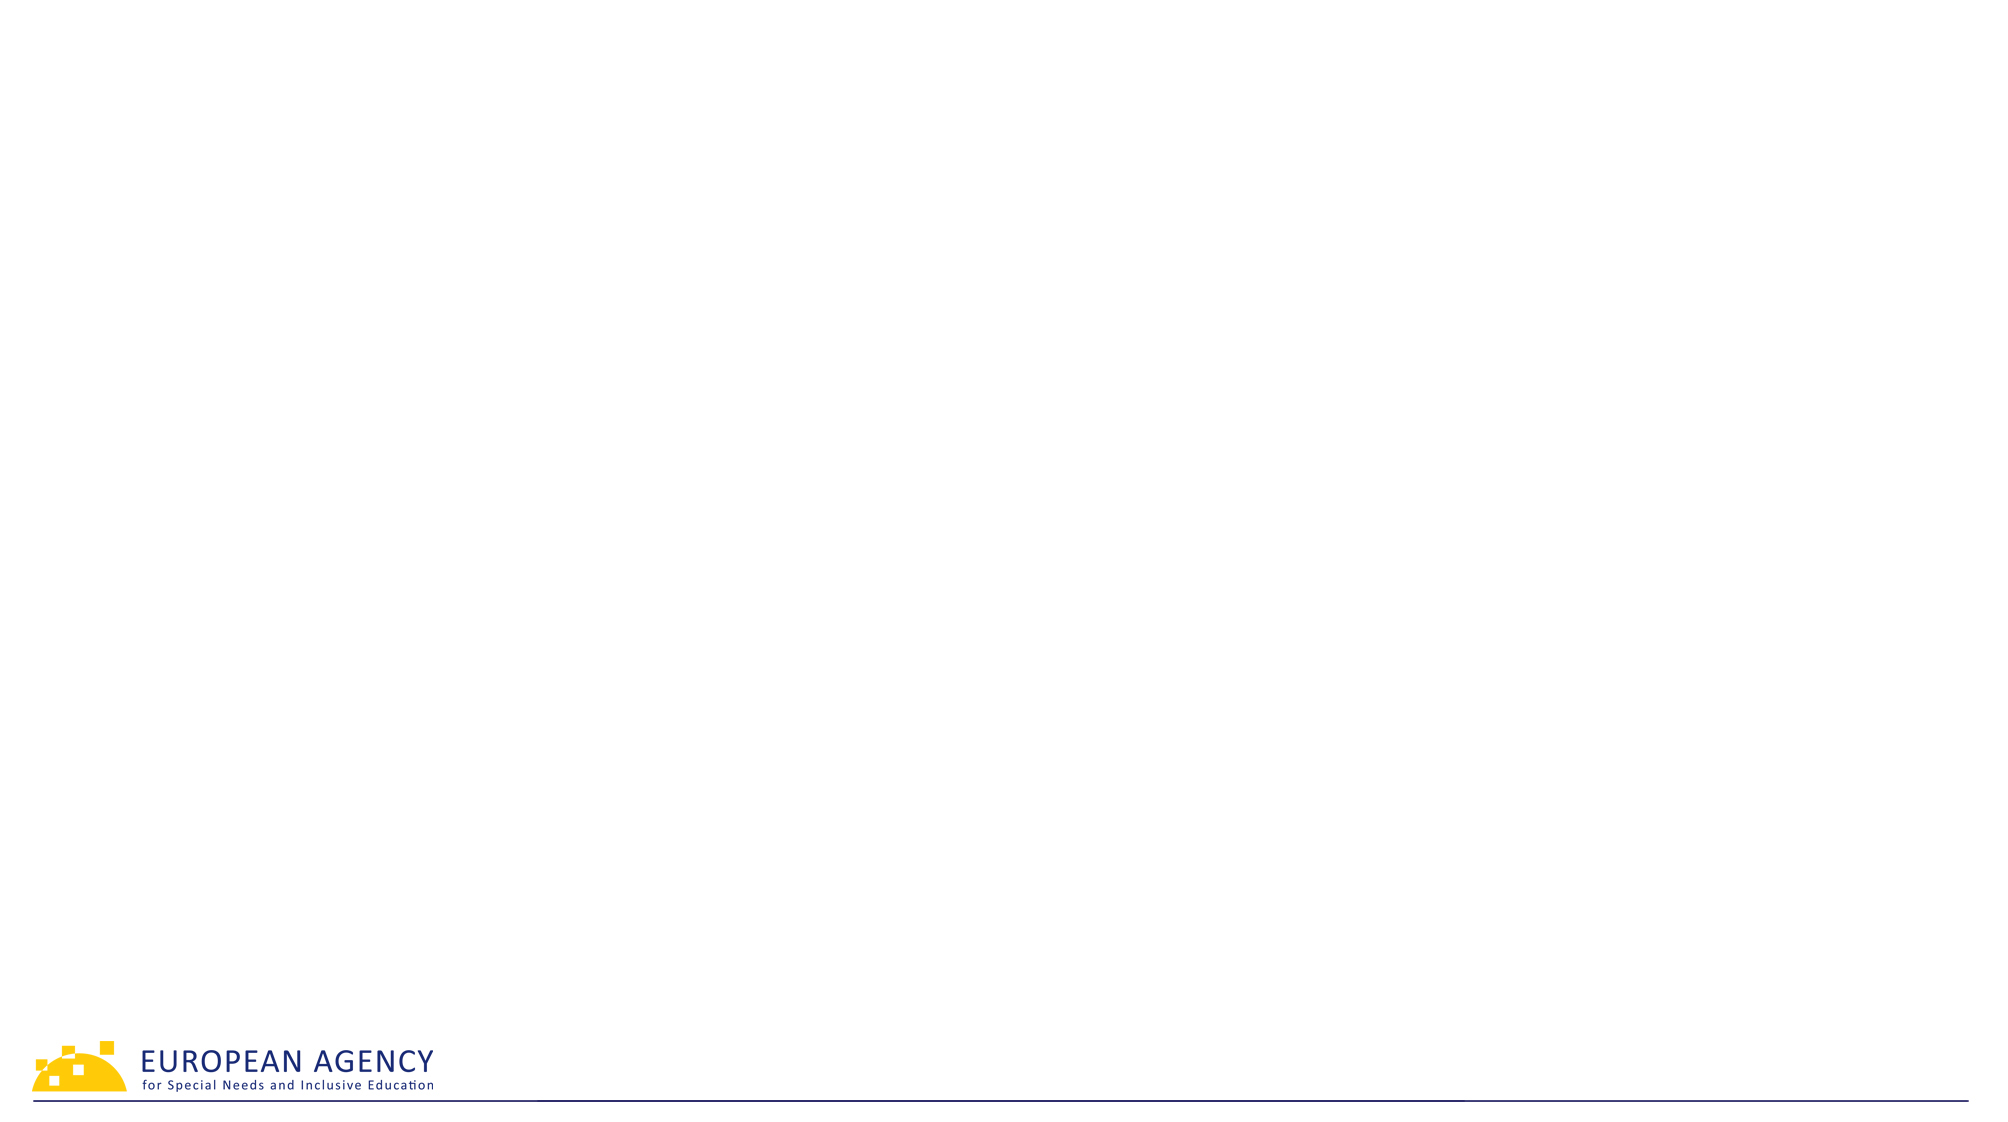 EUROPEAN AGENCY
for Special Needs and Inclusive Education